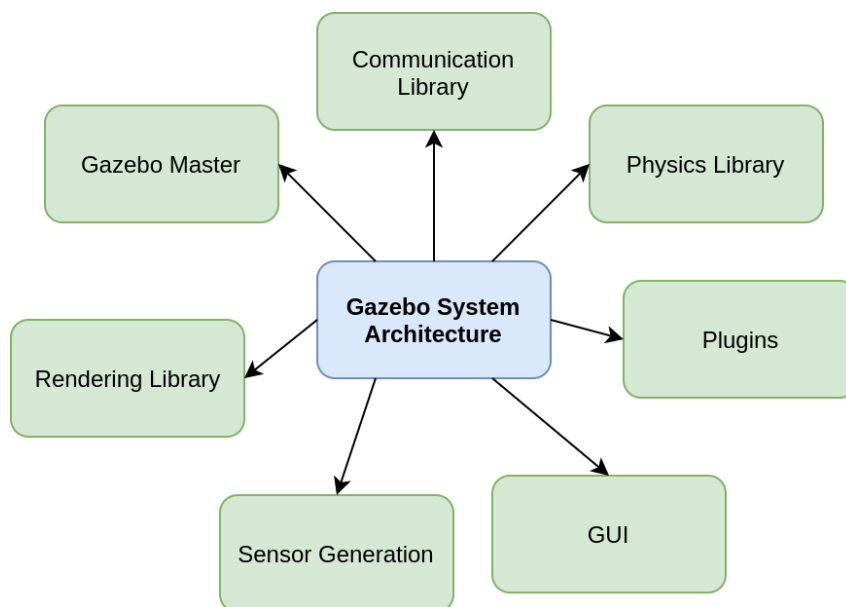 Communication
Library
Gazebo Master
Physics Library
Gazebo System
Architecture
Plugins
Rendering Library
Sensor Generation
GUI